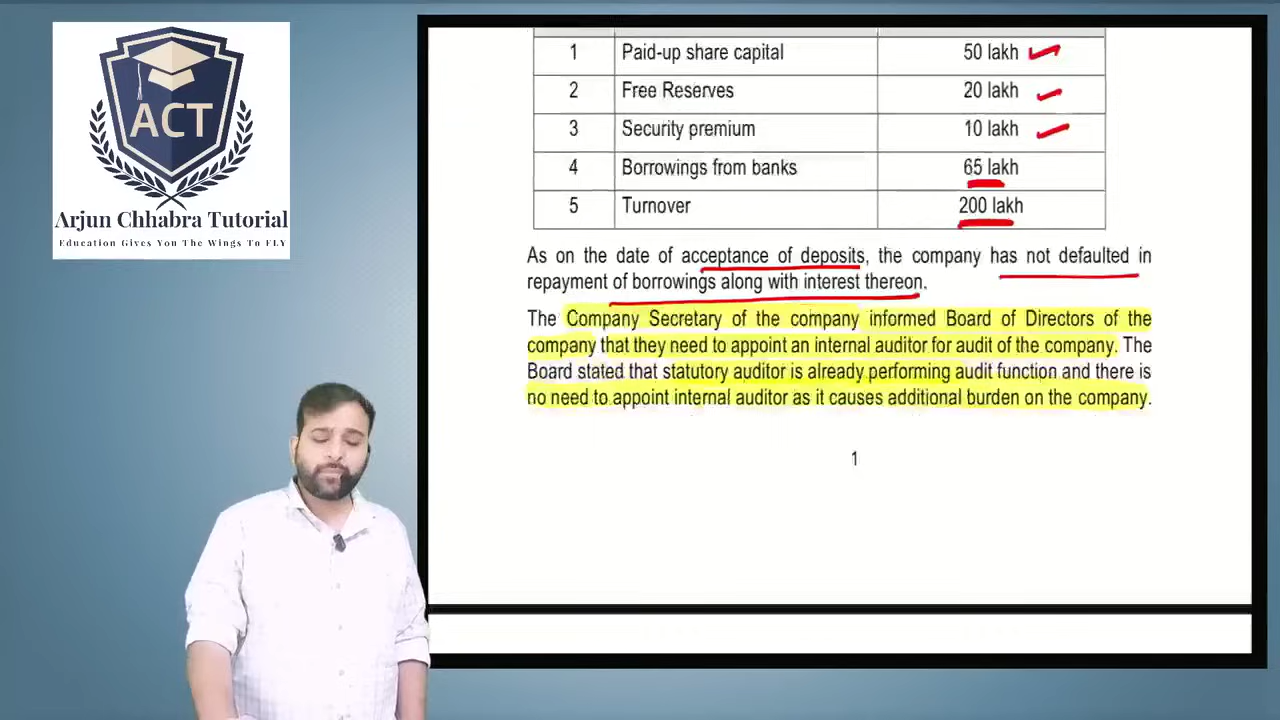 ACT
Arjun Chhabra Tutorial
Education Gives You The Wings To FLY
1 Paid-up share capital 50 lakh
2 Free Reserves 20 lakh
3 Security premium 10 lakh
4 Borrowings from banks 65 lakh
5 Turnover 200 lakh
As on the date of acceptance of deposits, the company has not defaulted in
repayment of borrowings along with interest thereon.
The Company Secretary of the company informed Board of Directors of the
company that they need to appoint an internal auditor for audit of the company. The
Board stated that statutory auditor is already performing audit function and there is
no need to appoint internal auditor as it causes additional burden on the company.
1